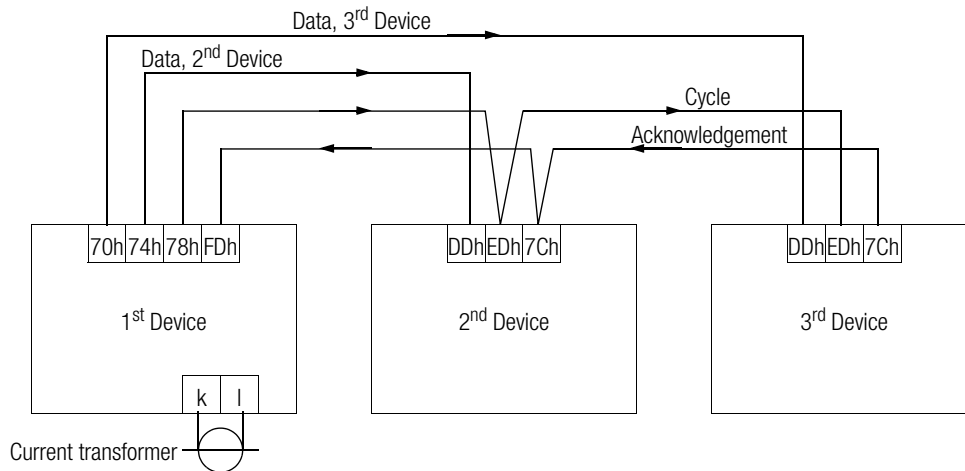 Data, 3rd Device
Data, 2nd Device
Cycle
Acknowledgement
70h 74h 78h FDh
DDh EDh 7Ch
DDh EDh 7Ch
1st Device
2nd Device
3rd Device
k l
Current transformer